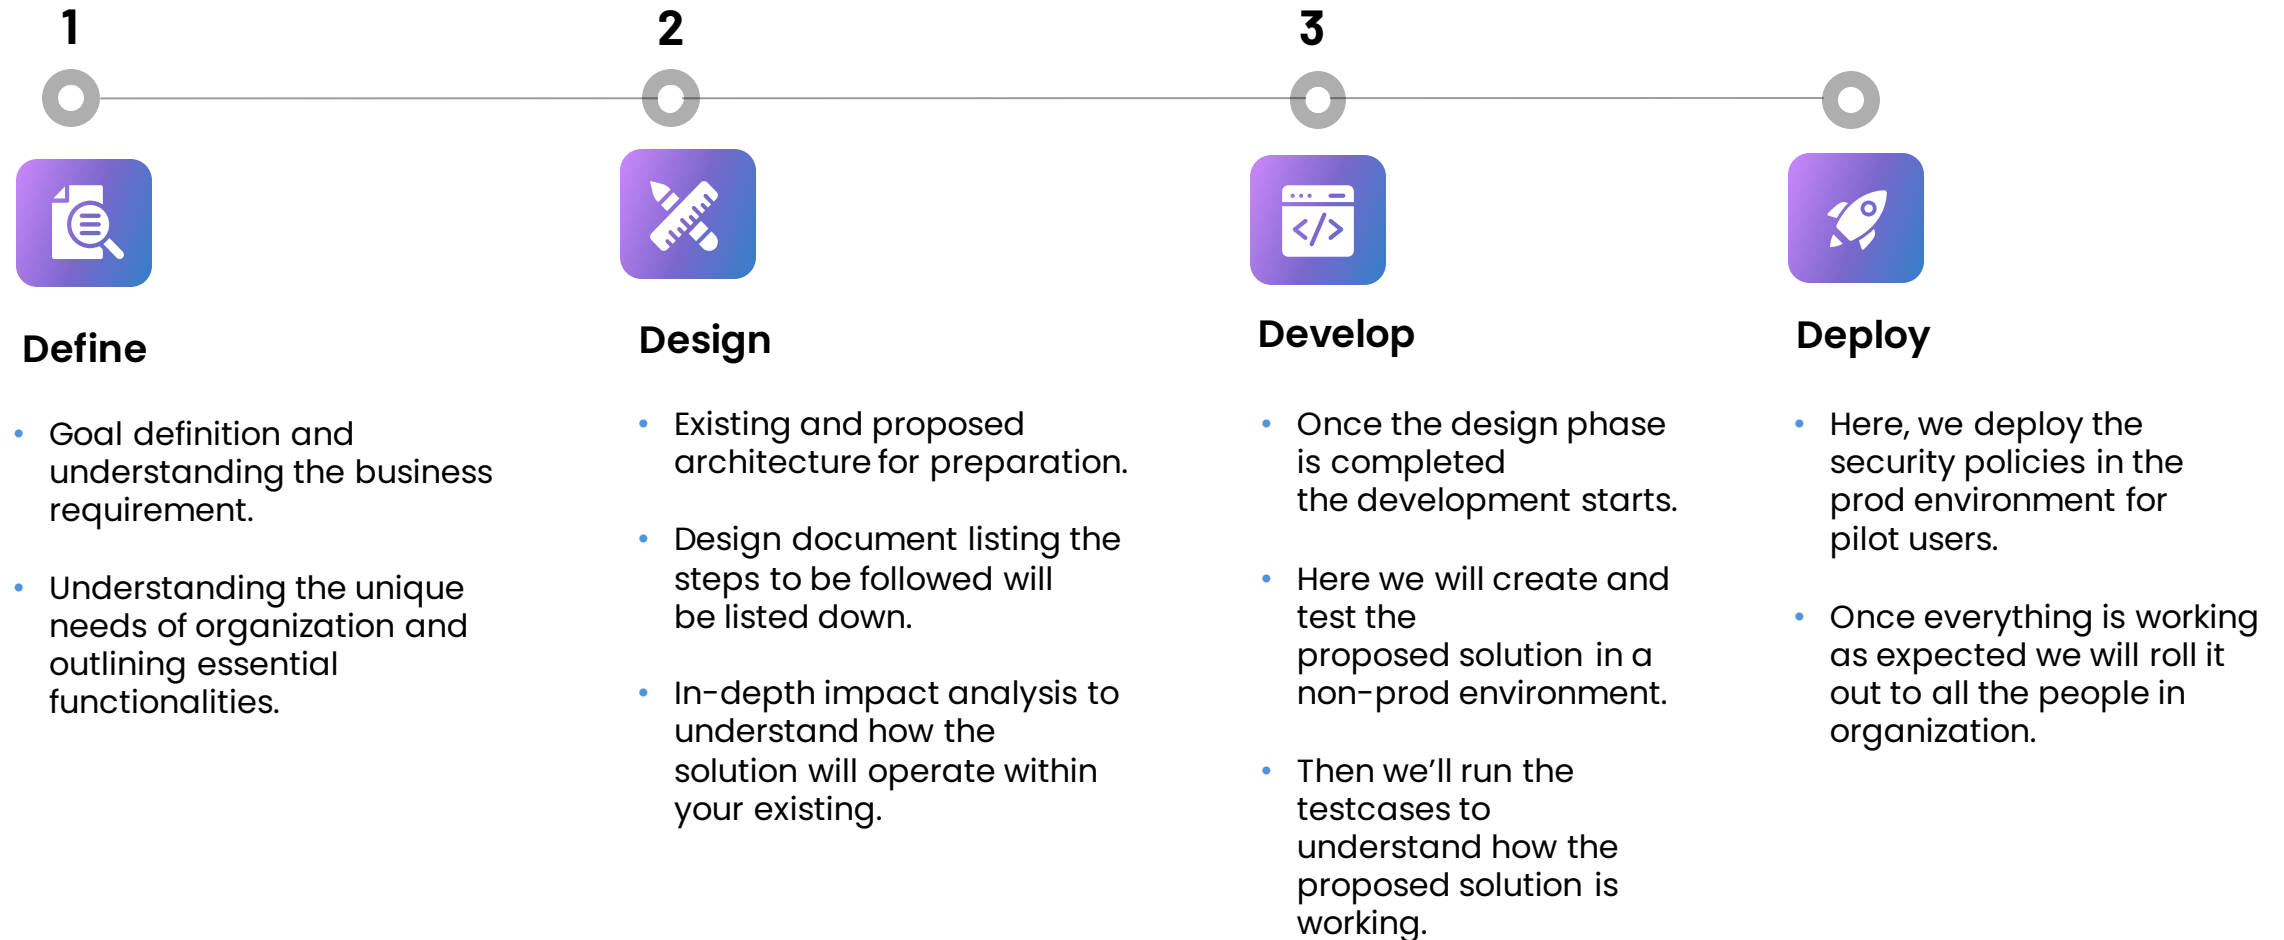 1
2
3
Define
Goal definition and
understanding the business
requirement.
Understanding the unique
needs of organization and
outlining essential
functionalities.
Design
Existing and proposed
architecture for preparation.
Design document listing the
steps to be followed will
be listed down.
In-depth impact analysis to
understand how the
solution will operate within
your existing.
Develop
Once the design phase
is completed
the development starts.
Here we will create and
test the
proposed solution in a
non-prod environment.
Then we’ll run the
testcases to
understand how the
proposed solution is
working.
Deploy
Here, we deploy the
security policies in the
prod environment for
pilot users.
Once everything is working
as expected we will roll it
out to all the people in
organization.